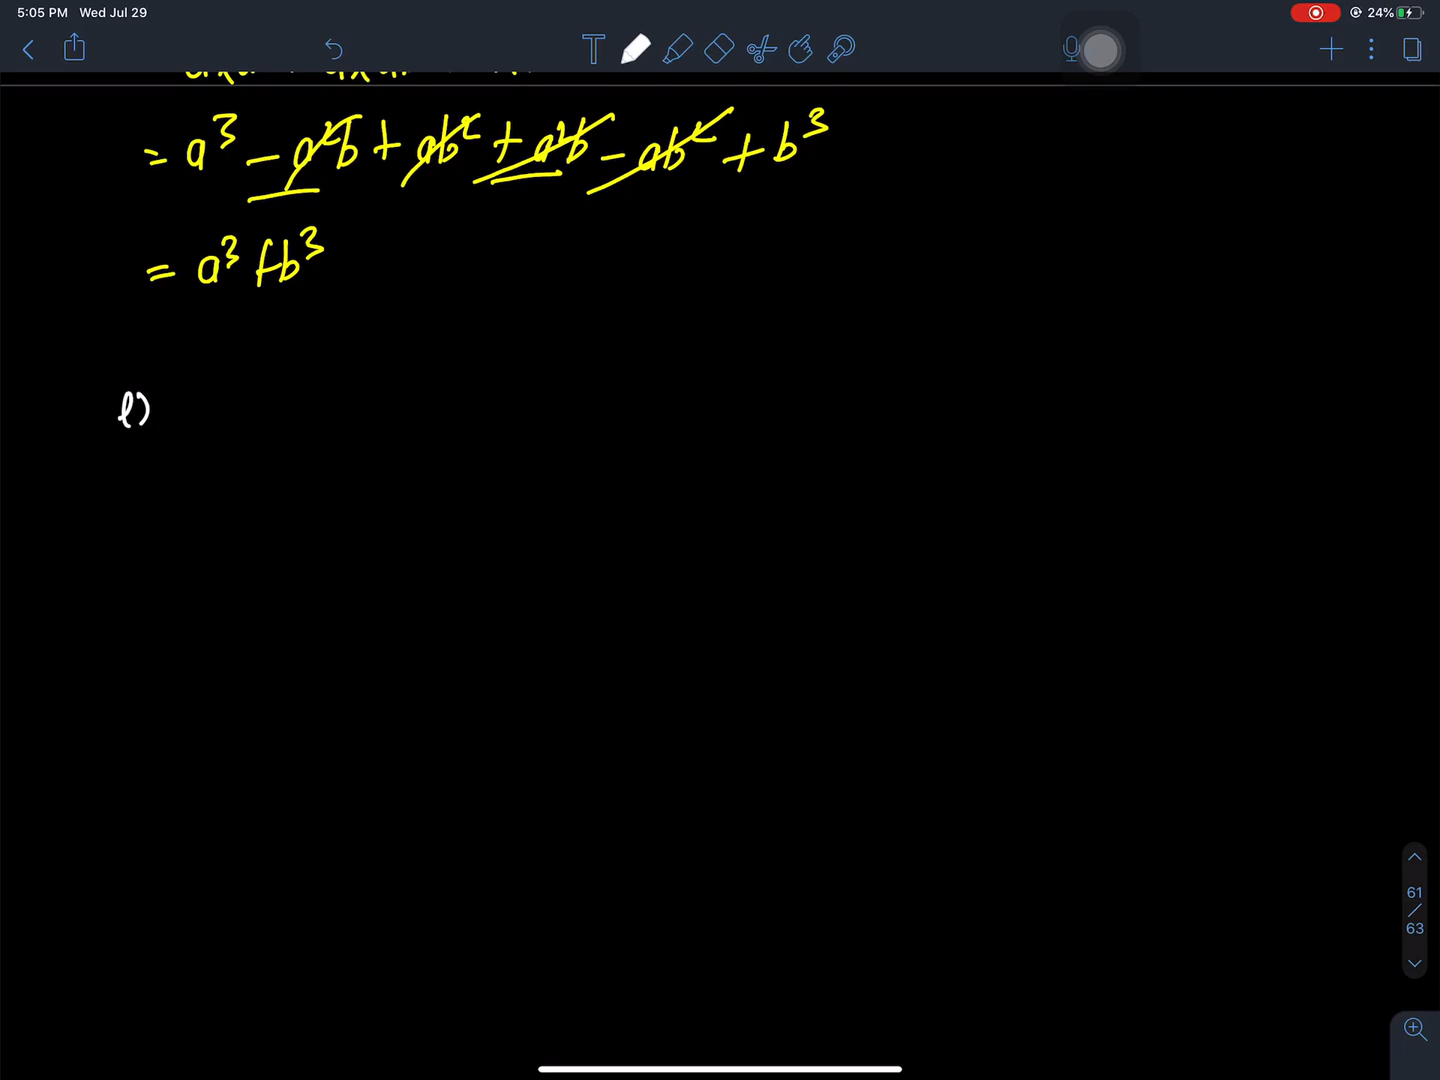 5:05 PM Wed Jul 29
24%
= a³ - a²b + ab² + a²b - ab² + b³
= a³ + b³
l)
61
63